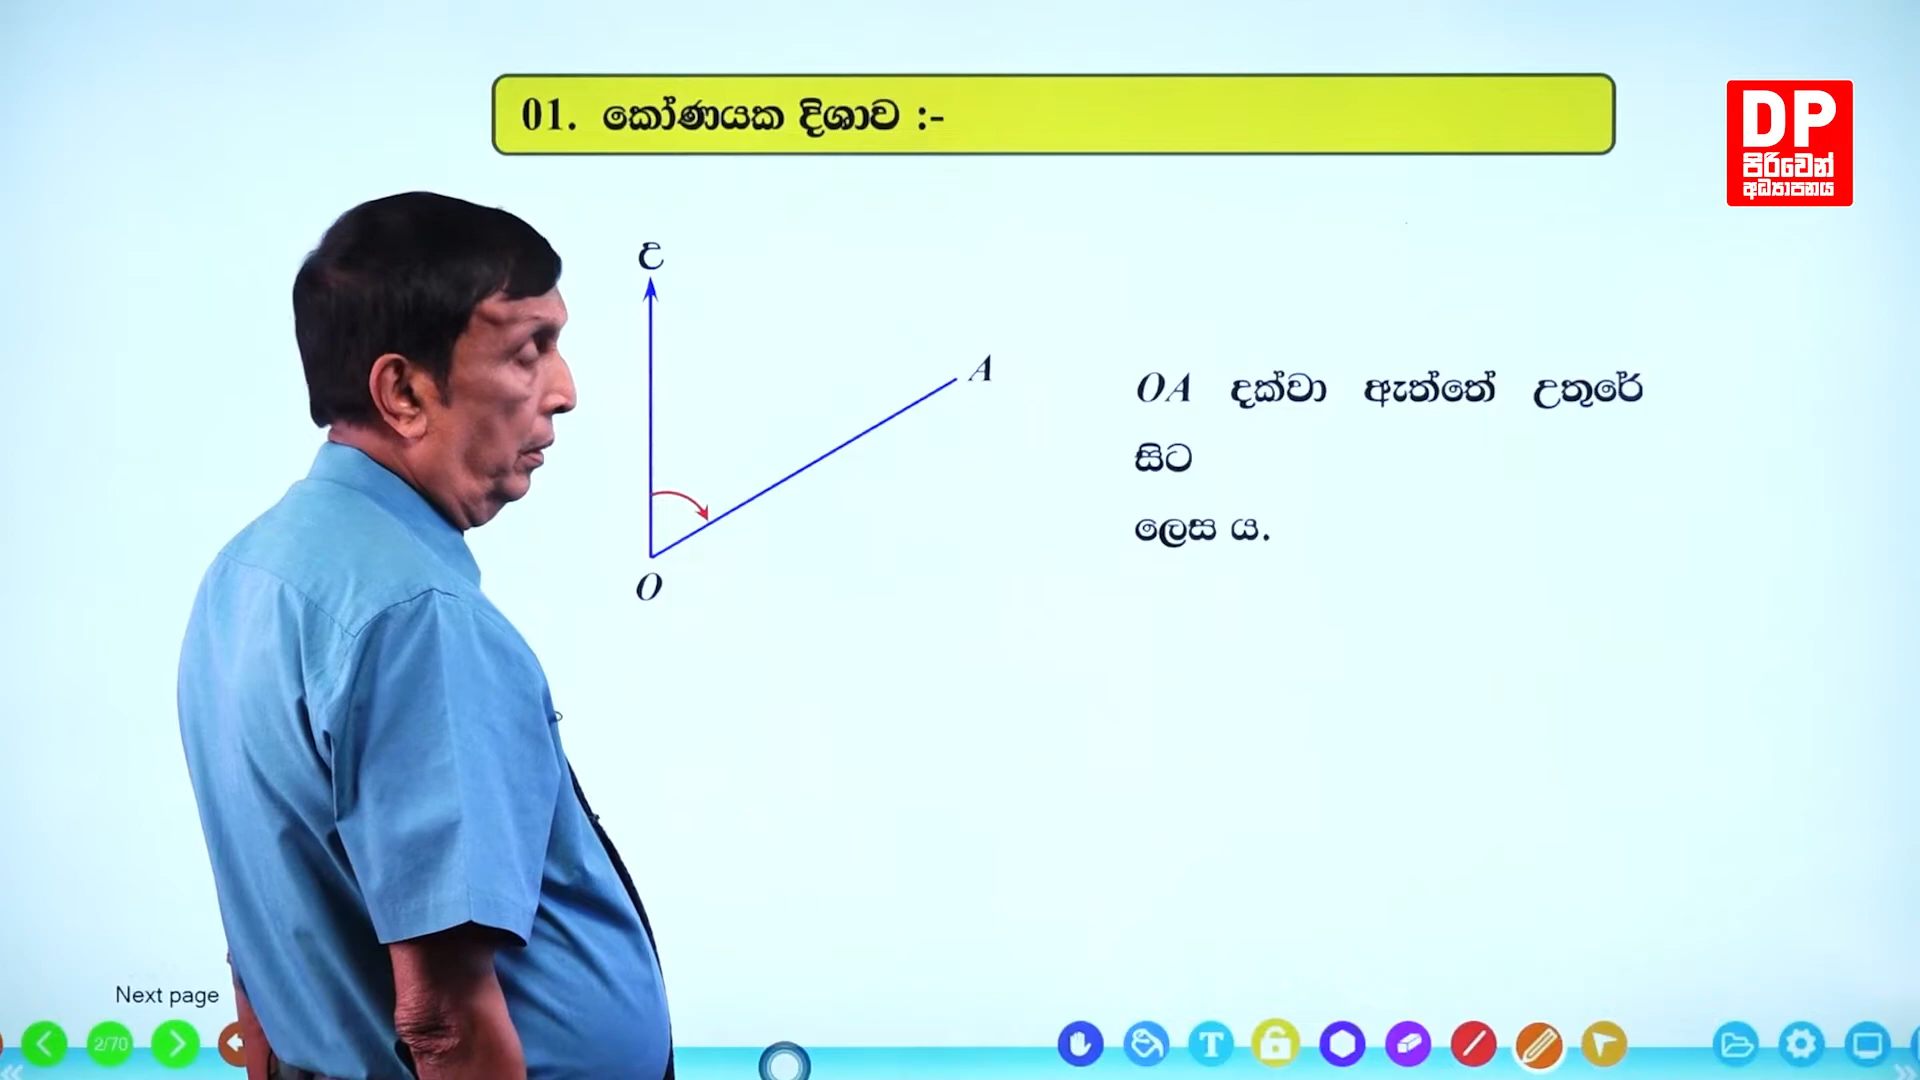 01. කෝණයක දිශාව :-
DP
පිරිවෙන්
අධ්‍යාපනය
උ
A
OA දක්වා ඇත්තේ උතුරේ
සිට
ලෙස ය.
O
Next page
2/70
T